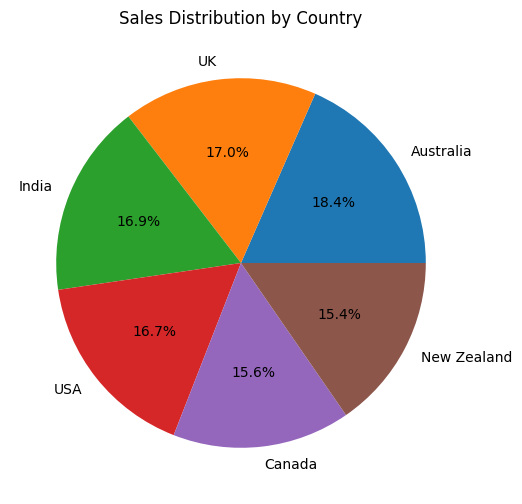 Sales Distribution by Country
UK
Australia
17.0%
18.4%
India
16.9%
16.7%
15.4%
15.6%
New Zealand
USA
Canada